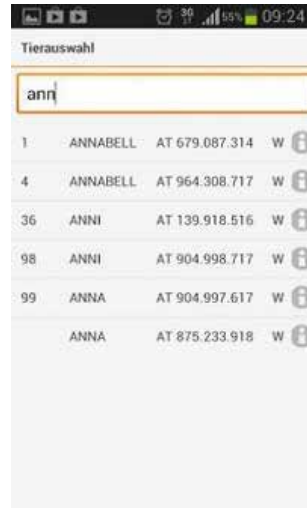 3G 55% 09:24
Tierauswahl
ann
1 ANNABELL AT 679.087.314 W
4 ANNABELL AT 964.308.717 W
36 ANNI AT 139.918.516 W
98 ANNI AT 904.998.717 W
99 ANNA AT 904.997.617 W
ANNA AT 875.233.918 W